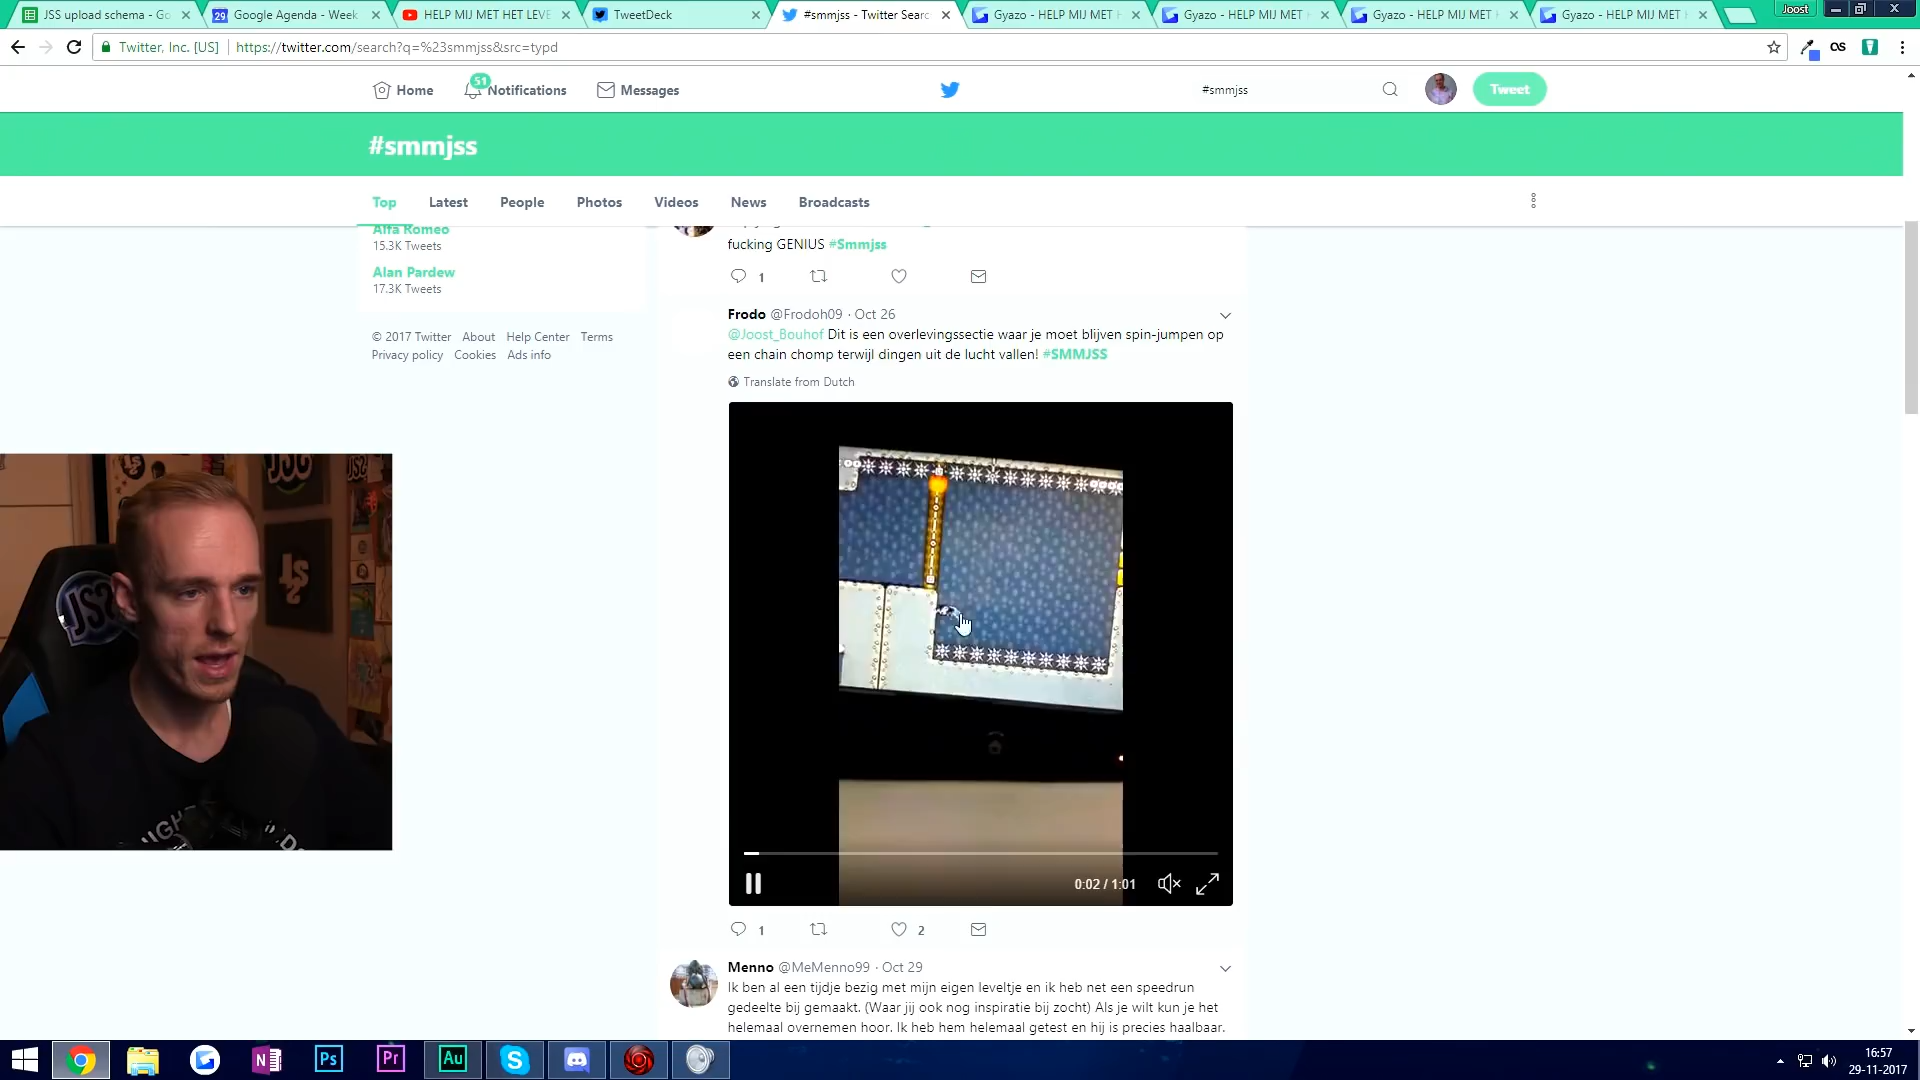 JSS upload schema - Go
Google Agenda - Week
HELP MIJ MET HET LEVE
TweetDeck
#smmjss - Twitter Searc
Gyazo - HELP MIJ MET
Gyazo - HELP MIJ MET
Gyazo - HELP MIJ MET
Gyazo - HELP MIJ MET
Joost
Twitter, Inc. [US]
https://twitter.com/search?q=%23smmjss&src=typd
Home
51
Notifications
Messages
#smmjss
Tweet
#smmjss
Top
Latest
People
Photos
Videos
News
Broadcasts
Alfa Romeo
15.3K Tweets
Alan Pardew
17.3K Tweets
© 2017 Twitter About Help Center Terms
Privacy policy Cookies Ads info
fucking GENIUS #Smmjss
1
Frodo @Frodoh09 · Oct 26
@Joost_Bouhof Dit is een overlevingssectie waar je moet blijven spin-jumpen op
een chain chomp terwijl dingen uit de lucht vallen! #SMMJSS
Translate from Dutch
0:02 / 1:01
1
2
Menno @MeMenno99 · Oct 29
Ik ben al een tijdje bezig met mijn eigen leveltje en ik heb net een speedrun
gedeelte bij gemaakt. (Waar jij ook nog inspiratie bij zocht) Als je wilt kun je het
helemaal overnemen hoor. Ik heb hem helemaal getest en hij is precies haalbaar.
JSS
16:57
29-11-2017